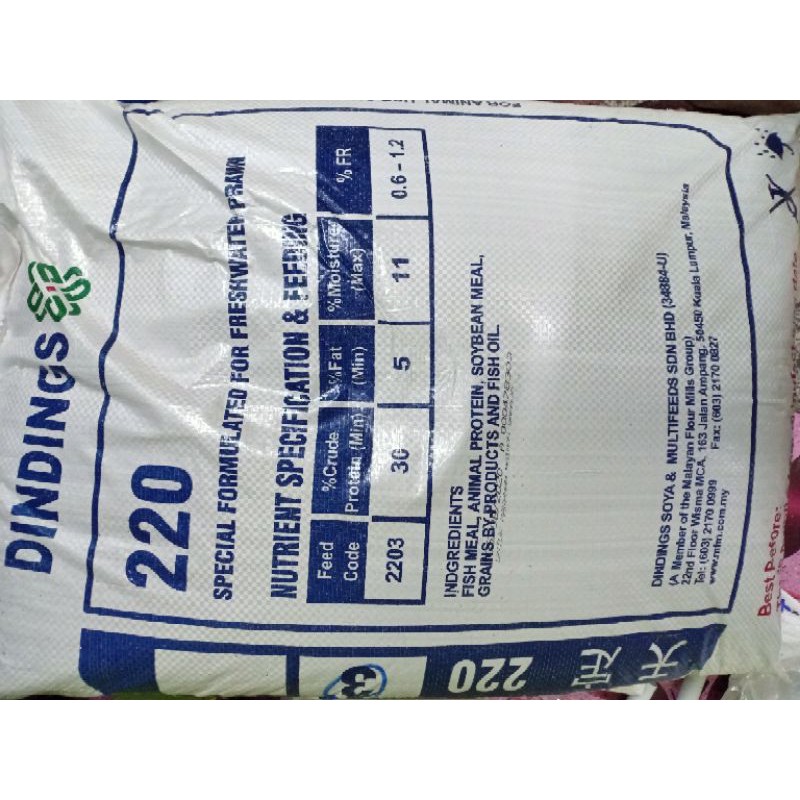 DINDINGS
220
SPECIAL FORMULATED FOR FRESHWATER PRAWN
NUTRIENT SPECIFICATION & FEEDING
Feed Code
%Crude Protein (Min)
%Fat (Min)
%Moisture (Max)
% FR
2203
30
5
11
0.6 - 1.2
INDGREDIENTS
FISH MEAL, ANIMAL PROTEIN, SOYBEAN MEAL,
GRAINS BY-PRODUCTS AND FISH OIL.
DINDINGS SOYA & MULTIFEEDS SDN BHD (34884-U)
(A Member of the Malayan Flour Mills Group)
22nd Floor Wisma MCA, 163 Jalan Ampang, 50450 Kuala Lumpur, Malaysia
Tel: (603) 2170 0999 Fax: (603) 2170 0827
www.mfm.com.my
Best Before:
220